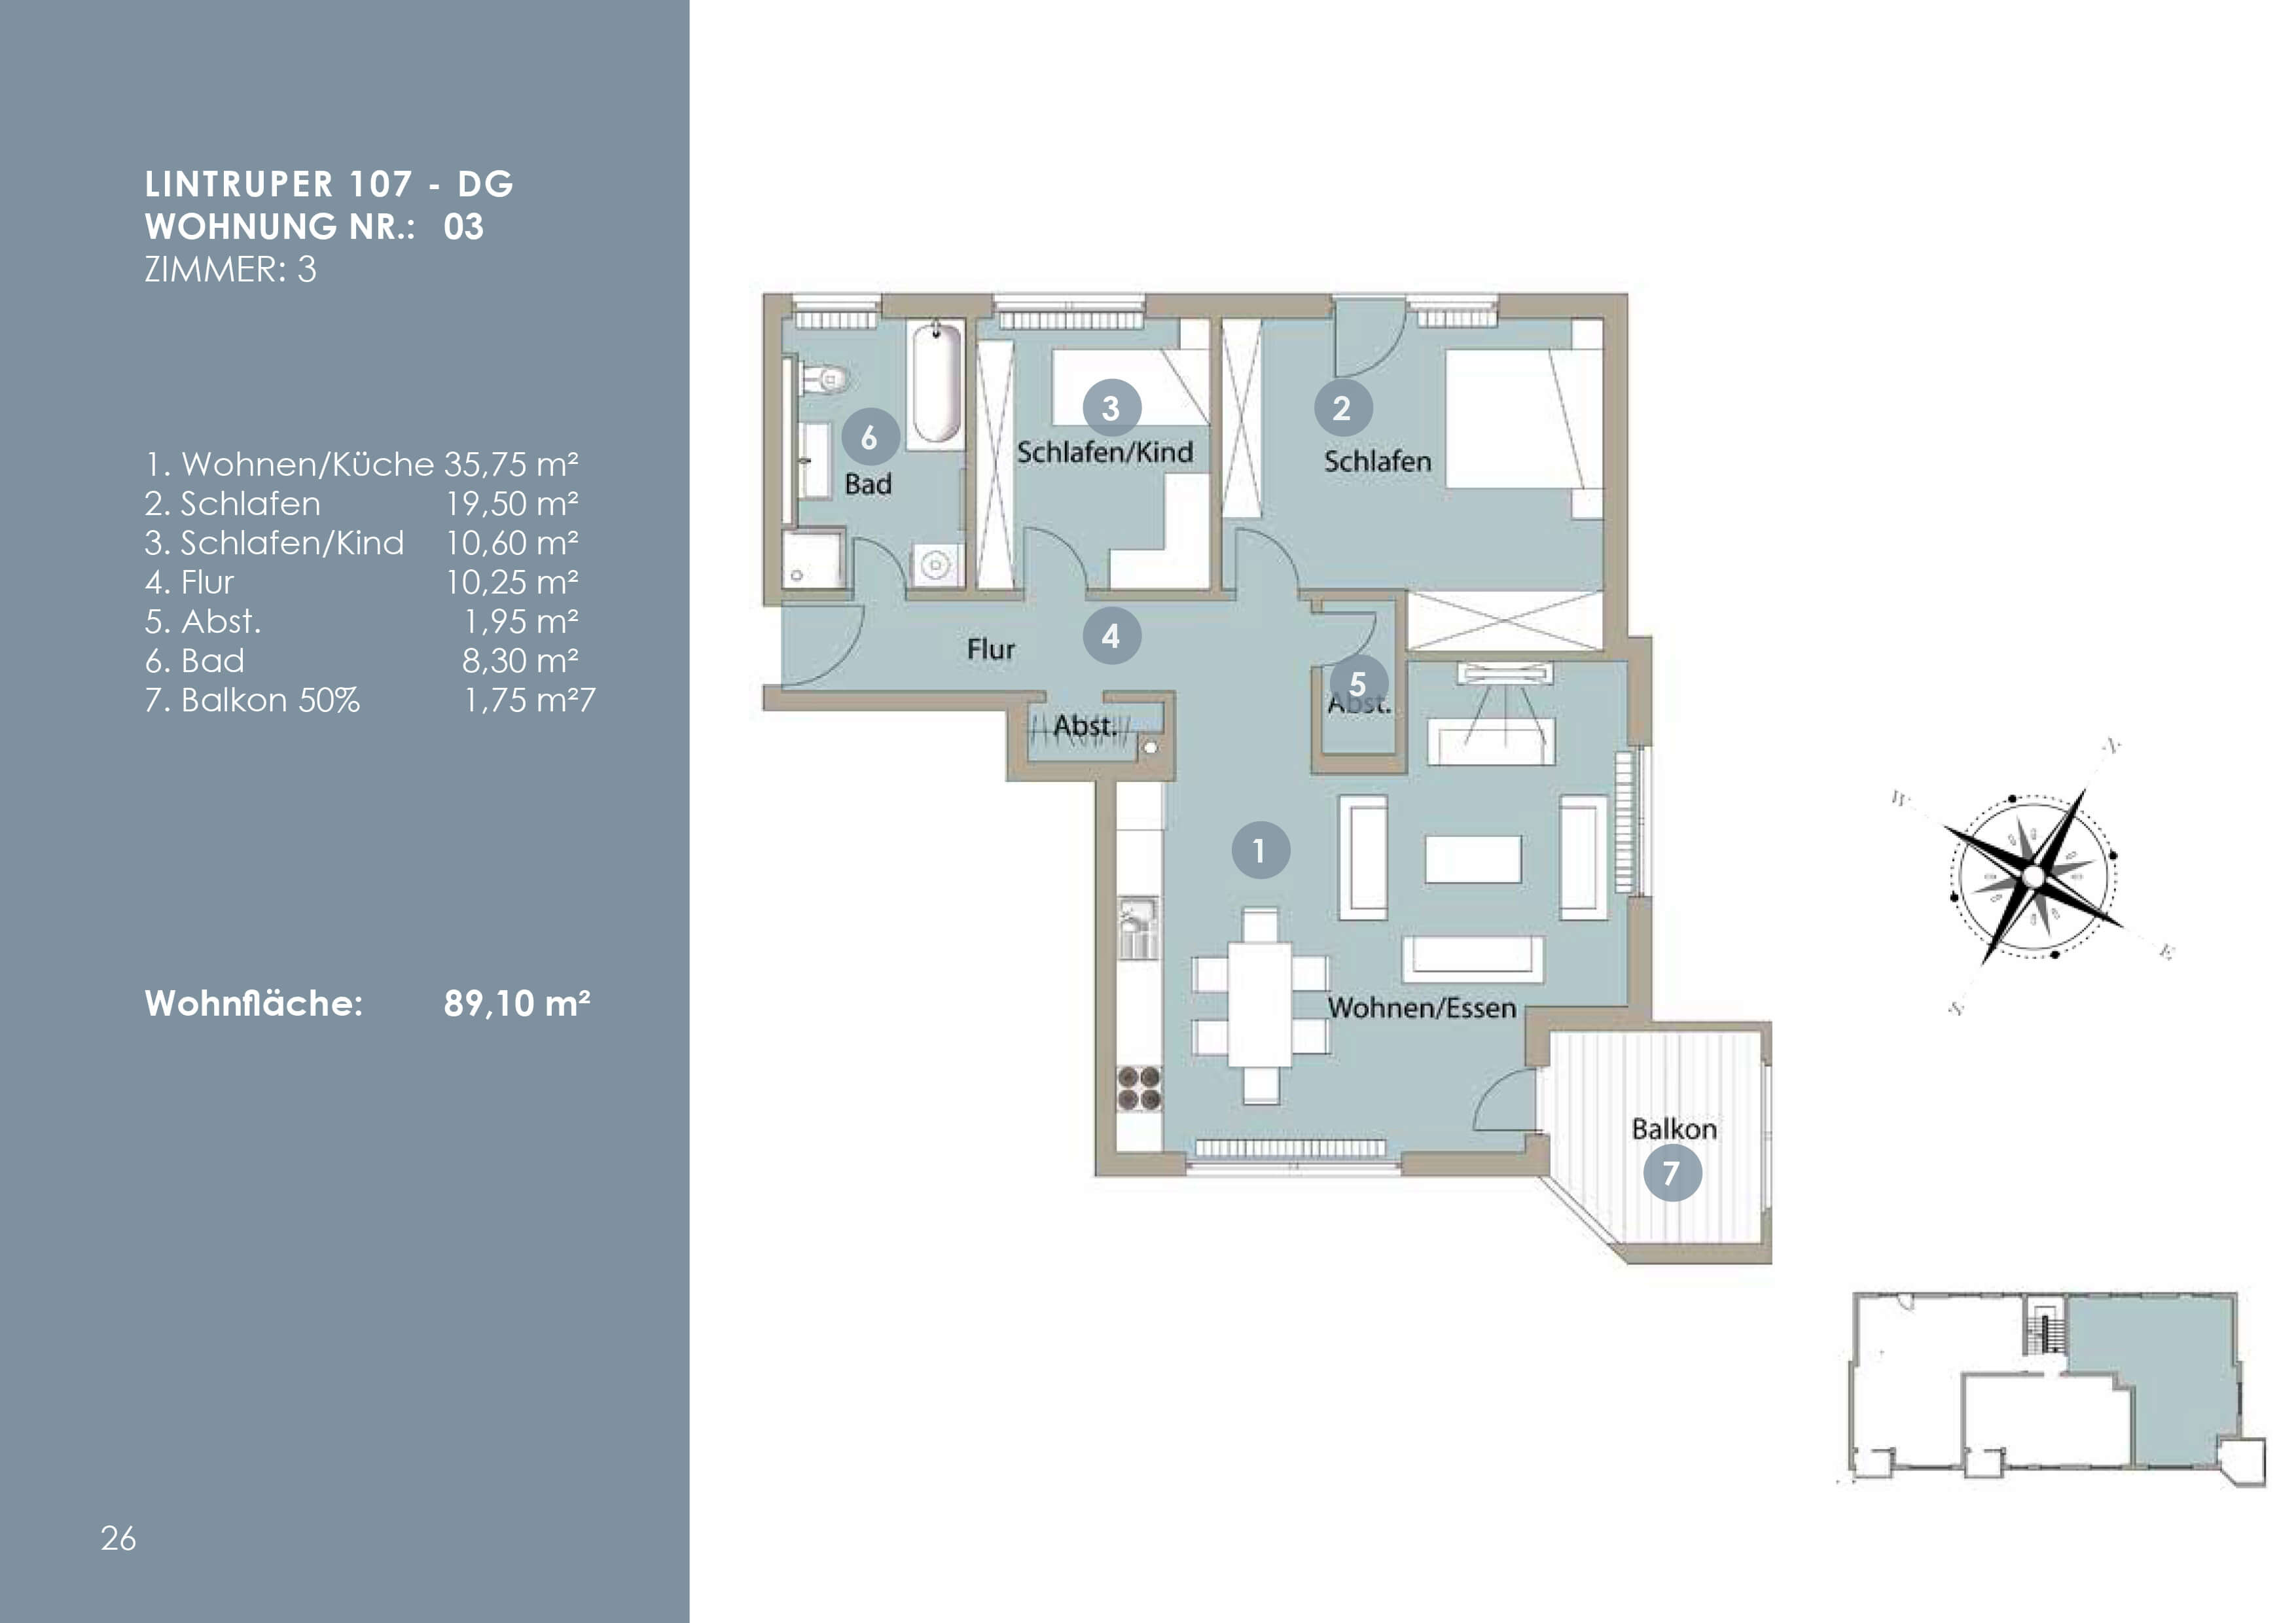 LINTRUPER 107 - DG
WOHNUNG NR.: 03
ZIMMER: 3
1. Wohnen/Küche 35,75 m²
2. Schlafen 19,50 m²
3. Schlafen/Kind 10,60 m²
4. Flur 10,25 m²
5. Abst. 1,95 m²
6. Bad 8,30 m²
7. Balkon 50% 1,75 m²7
Wohnfläche: 89,10 m²
26
6
Bad
3
Schlafen/Kind
2
Schlafen
Flur
4
5
Abst.
Abst.
1
Wohnen/Essen
Balkon
7
W
E